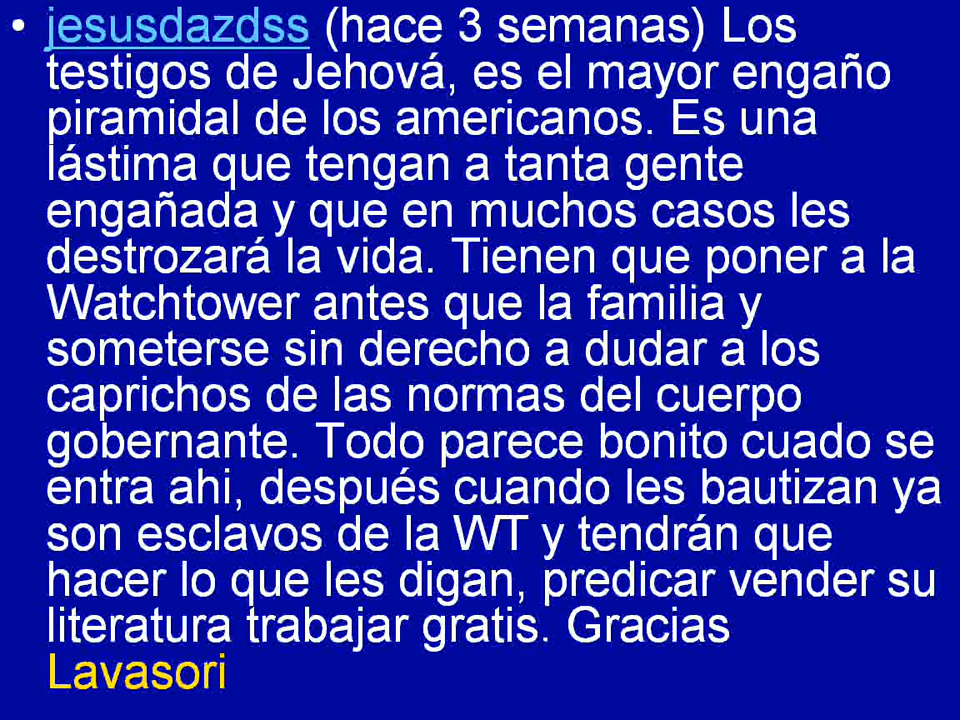 • jesusdazdss (hace 3 semanas) Los
testigos de Jehová, es el mayor engaño
piramidal de los americanos. Es una
lástima que tengan a tanta gente
engañada y que en muchos casos les
destrozará la vida. Tienen que poner a la
Watchtower antes que la familia y
someterse sin derecho a dudar a los
caprichos de las normas del cuerpo
gobernante. Todo parece bonito cuado se
entra ahi, después cuando les bautizan ya
son esclavos de la WT y tendrán que
hacer lo que les digan, predicar vender su
literatura trabajar gratis. Gracias
Lavasori